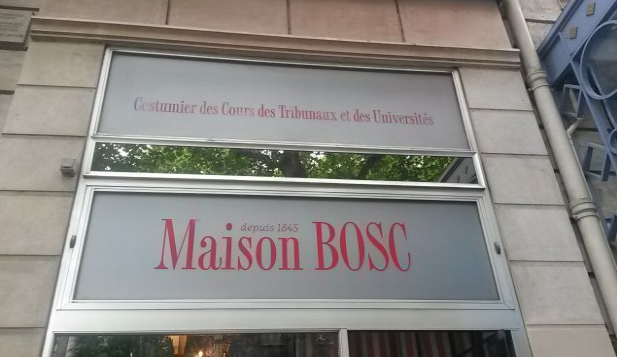 Costumier des Cours des Tribunaux et des Universités
depuis 1845
Maison BOSC